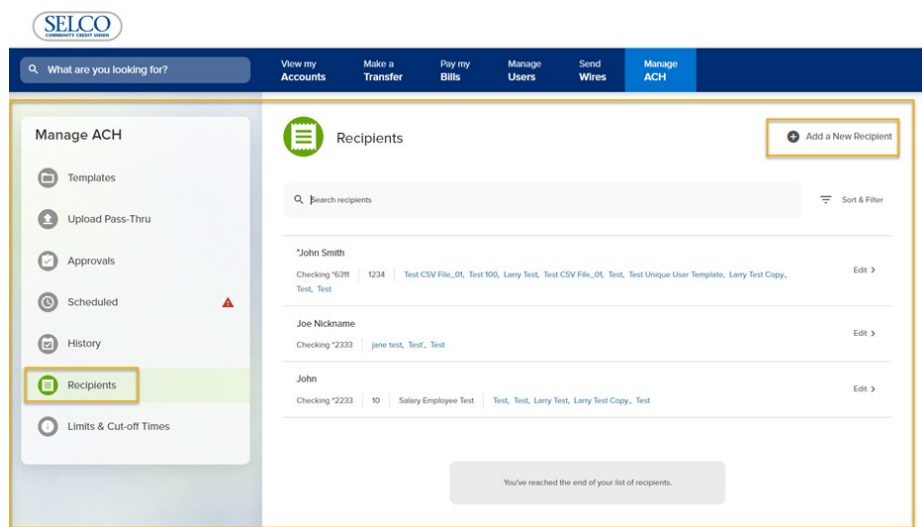 SELCO
COMMUNITY CREDIT UNION
What are you looking for?
View my
Accounts
Make a
Transfer
Pay my
Bills
Manage
Users
Send
Wires
Manage
ACH
Manage ACH
Templates
Upload Pass-Thru
Approvals
Scheduled
History
Recipients
Limits & Cut-off Times
Recipients
Add a New Recipient
Search recipients
Sort & Filter
"John Smith
Checking *6311 1234 Test CSV File_01, Test 100, Larry Test, Test CSV File_01, Test, Test Unique User Template, Larry Test Copy.,
Test, Test
Edit >
Joe Nickname
Checking *2333 jane test, Test', Test
Edit >
John
Checking *2233 10 Salary Employee Test Test, Test, Larry Test, Larry Test Copy., Test
Edit >
You've reached the end of your list of recipients.